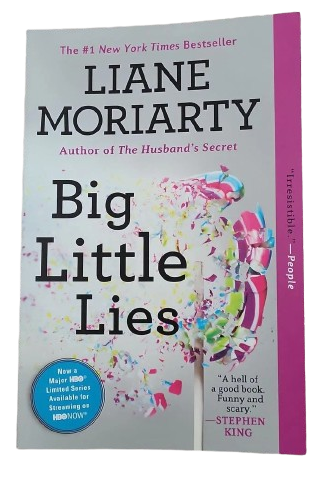 The #1 New York Times Bestseller
LIANE
MORIARTY
Author of The Husband's Secret
Big
Little
Lies
"Irresistible."—People
Now a
Major HBO®
Limited Series
Available for
Streaming on
HBO NOW®
"A hell of
a good book.
Funny and
scary."
—STEPHEN
KING